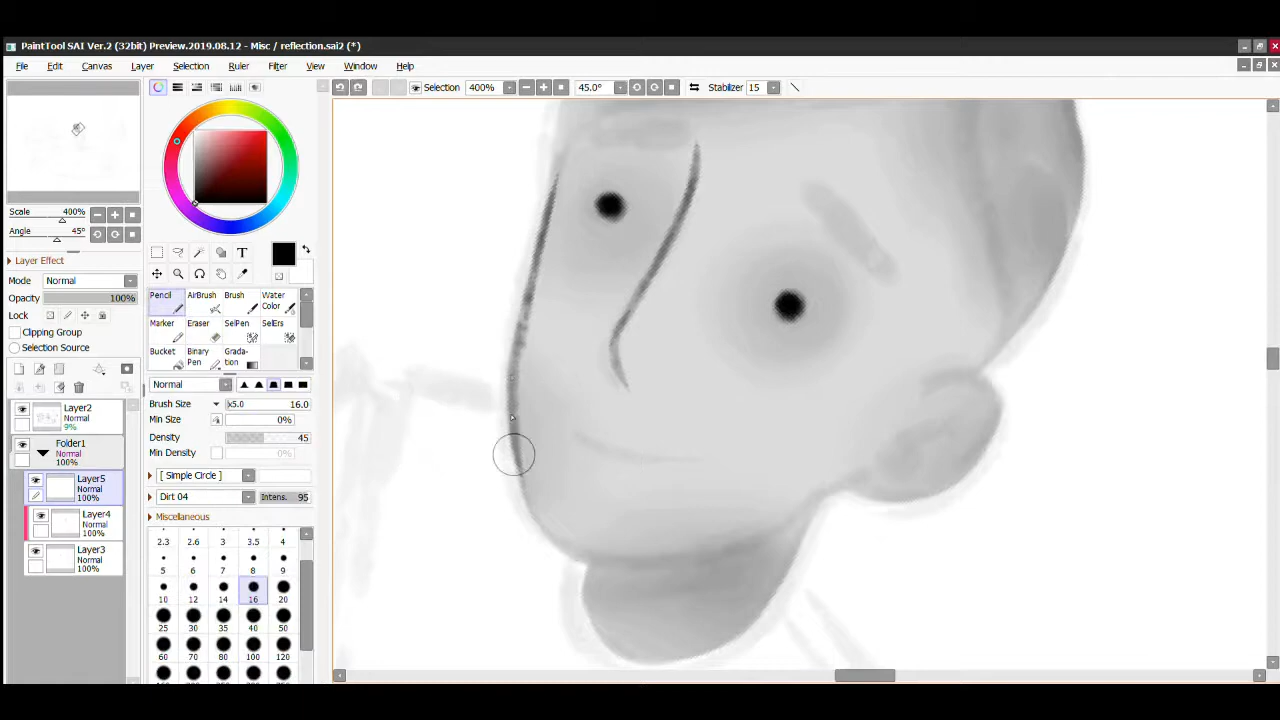 PaintTool SAI Ver.2 (32bit) Preview.2019.08.12 - Misc / reflection.sai2 (*)
File Edit Canvas Layer Selection Ruler Filter View Window Help
Selection 400% 45.0° Stabilizer 15
Scale 400%
Angle 45°
Layer Effect
Mode Normal
Opacity 100%
Lock
Clipping Group
Selection Source
Layer2
Normal
9%
Folder1
Normal
100%
Layer5
Normal
100%
Layer4
Normal
100%
Layer3
Normal
100%
T
Pencil AirBrush Brush Water Color
Marker Eraser SelPen SelErs
Bucket Binary Pen Grada-tion
Normal
Brush Size x5.0 16.0
Min Size 0%
Density 45
Min Density 0%
[ Simple Circle ]
Dirt 04 Intens. 95
Miscellaneous
2.3 2.6 3 3.5 4
5 6 7 8 9
10 12 14 16 20
25 30 35 40 50
60 70 80 100 120